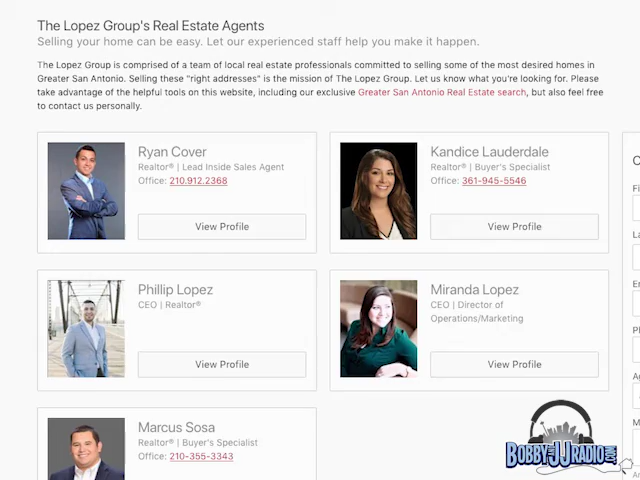 The Lopez Group's Real Estate Agents
Selling your home can be easy. Let our experienced staff help you make it happen.
The Lopez Group is comprised of a team of local real estate professionals committed to selling some of the most desired homes in
Greater San Antonio. Selling these "right addresses" is the mission of The Lopez Group. Let us know what you're looking for. Please
take advantage of the helpful tools on this website, including our exclusive Greater San Antonio Real Estate search, but also feel free
to contact us personally.
Ryan Cover
Realtor® | Lead Inside Sales Agent
Office: 210.912.2368
View Profile
Kandice Lauderdale
Realtor® | Buyer's Specialist
Office: 361-945-5546
View Profile
Phillip Lopez
CEO | Realtor®
View Profile
Miranda Lopez
CEO | Director of
Operations/Marketing
View Profile
Marcus Sosa
Realtor® | Buyer's Specialist
Office: 210-355-3343